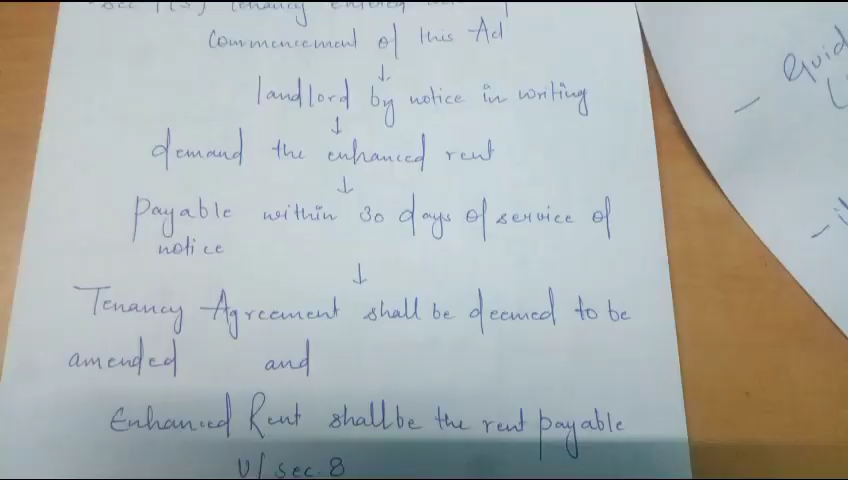 Tenancy entered
Commencement of this Act
↓
landlord by notice in writing
↓
demand the enhanced rent
↓
Payable within 30 days of service of
notice
↓
Tenancy Agreement shall be deemed to be
amended and
Enhanced Rent shall be the rent payable
U/sec. 8